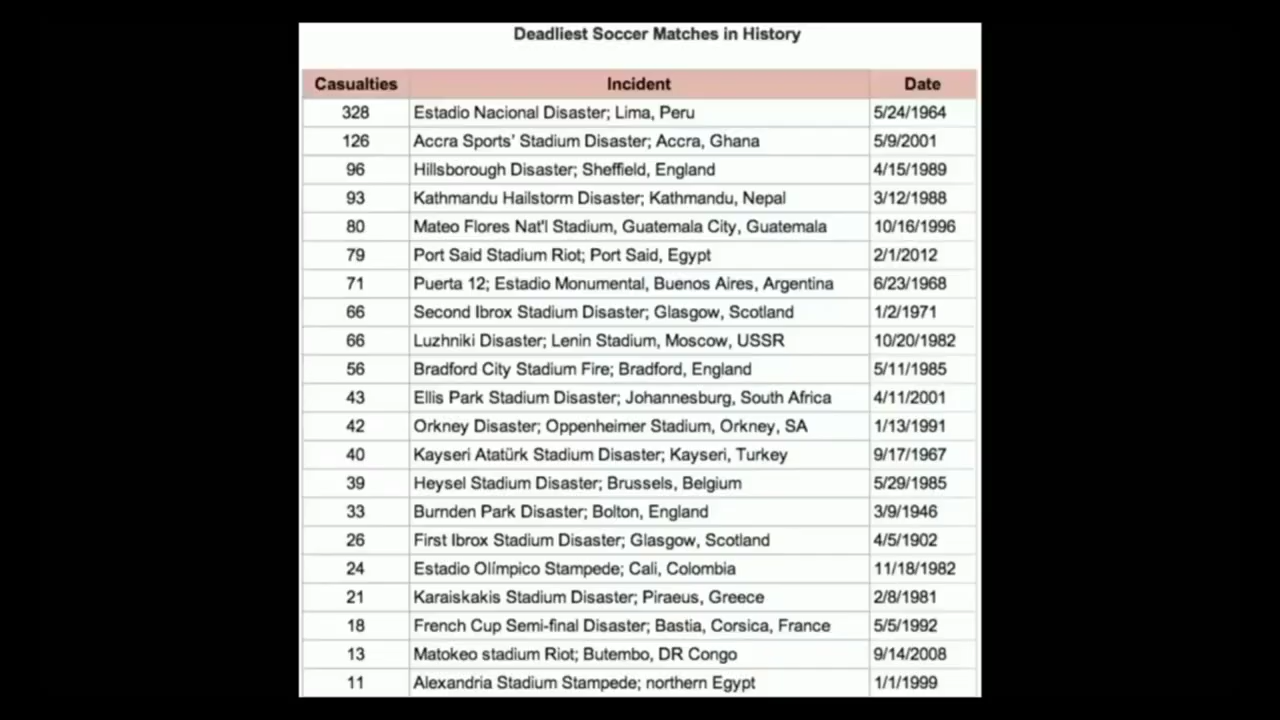 Deadliest Soccer Matches in History
Casualties Incident Date
328 Estadio Nacional Disaster; Lima, Peru 5/24/1964
126 Accra Sports' Stadium Disaster; Accra, Ghana 5/9/2001
96 Hillsborough Disaster; Sheffield, England 4/15/1989
93 Kathmandu Hailstorm Disaster; Kathmandu, Nepal 3/12/1988
80 Mateo Flores Nat'l Stadium, Guatemala City, Guatemala 10/16/1996
79 Port Said Stadium Riot; Port Said, Egypt 2/1/2012
71 Puerta 12; Estadio Monumental, Buenos Aires, Argentina 6/23/1968
66 Second Ibrox Stadium Disaster; Glasgow, Scotland 1/2/1971
66 Luzhniki Disaster; Lenin Stadium, Moscow, USSR 10/20/1982
56 Bradford City Stadium Fire; Bradford, England 5/11/1985
43 Ellis Park Stadium Disaster; Johannesburg, South Africa 4/11/2001
42 Orkney Disaster; Oppenheimer Stadium, Orkney, SA 1/13/1991
40 Kayseri Atatürk Stadium Disaster; Kayseri, Turkey 9/17/1967
39 Heysel Stadium Disaster; Brussels, Belgium 5/29/1985
33 Burnden Park Disaster; Bolton, England 3/9/1946
26 First Ibrox Stadium Disaster; Glasgow, Scotland 4/5/1902
24 Estadio Olímpico Stampede; Cali, Colombia 11/18/1982
21 Karaiskakis Stadium Disaster; Piraeus, Greece 2/8/1981
18 French Cup Semi-final Disaster; Bastia, Corsica, France 5/5/1992
13 Matokeo stadium Riot; Butembo, DR Congo 9/14/2008
11 Alexandria Stadium Stampede; northern Egypt 1/1/1999